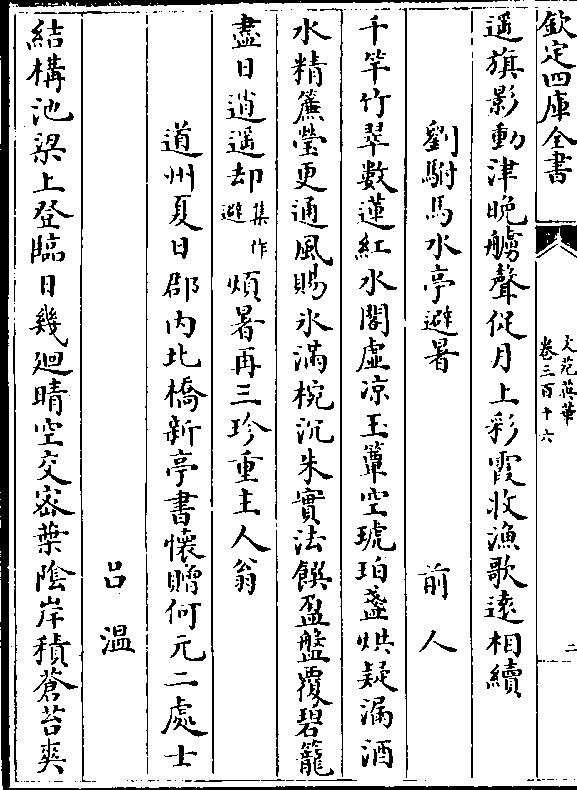 欽定四庫全書
文苑英華
卷三百十六
二
遥旗影動津晚艣聲促月上彩霞收漁歌遠相續
劉駙馬水亭避暑 前人
千竿竹翠數蓮紅水閣虚凉玉簟空琥珀盞烘疑漏酒
水精簾瑩更通風賜氷滿椀沉朱實法饌盈盤覆碧籠
盡日逍遥却集作避煩暑再三珍重主人翁
道州夏日郡内北橋新亭書懷贈何元二處士
吕温
結構池梁上登臨日幾廻晴空交密葉陰岸積蒼苔爽